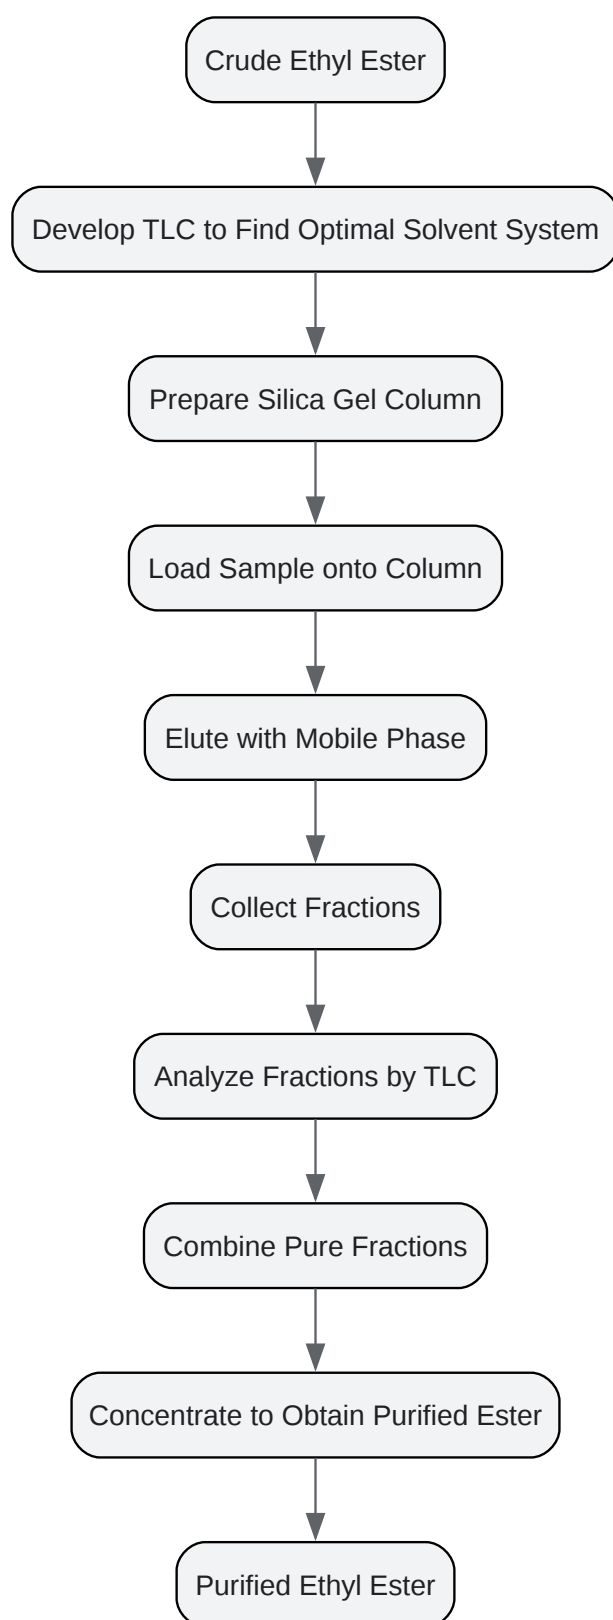 Crude Ethyl Ester
Develop TLC to Find Optimal Solvent System
Prepare Silica Gel Column
Load Sample onto Column
Elute with Mobile Phase
Collect Fractions
Analyze Fractions by TLC
Combine Pure Fractions
Concentrate to Obtain Purified Ester
Purified Ethyl Ester